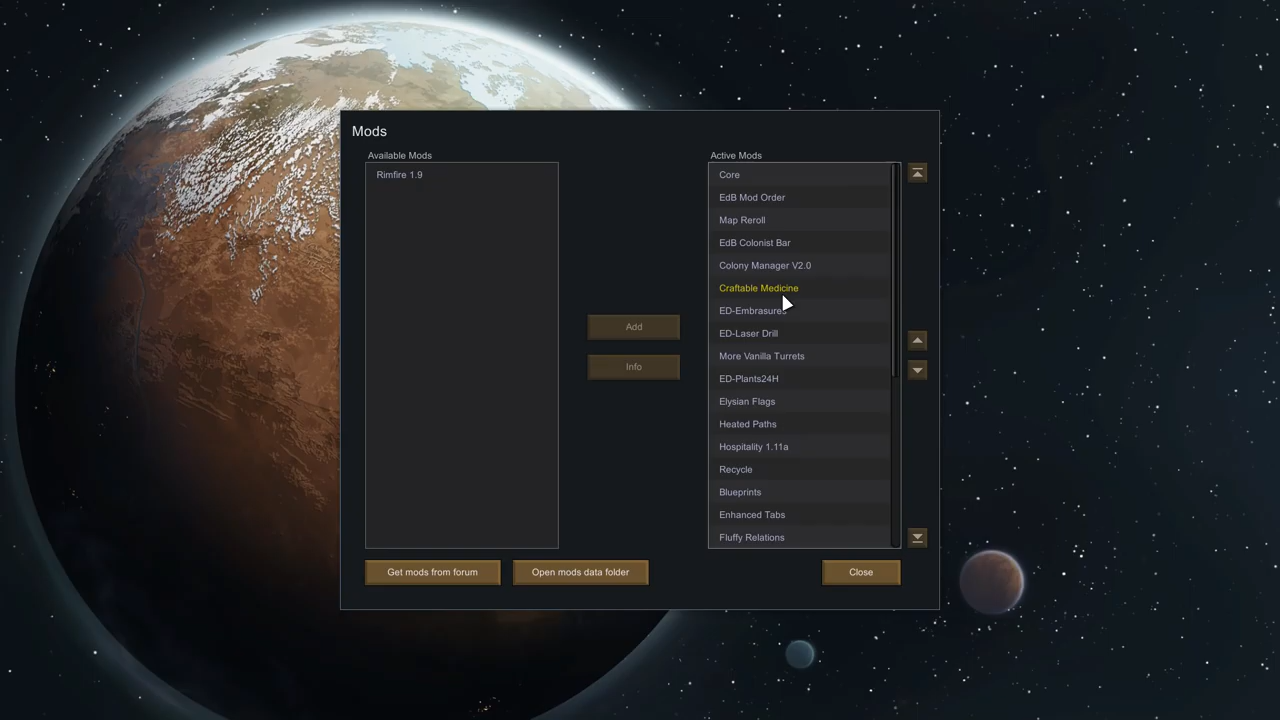 Mods
Available Mods
Rimfire 1.9
Add
Info
Active Mods
Core
EdB Mod Order
Map Reroll
EdB Colonist Bar
Colony Manager V2.0
Craftable Medicine
ED-Embrasures
ED-Laser Drill
More Vanilla Turrets
ED-Plants24H
Elysian Flags
Heated Paths
Hospitality 1.11a
Recycle
Blueprints
Enhanced Tabs
Fluffy Relations
Get mods from forum
Open mods data folder
Close